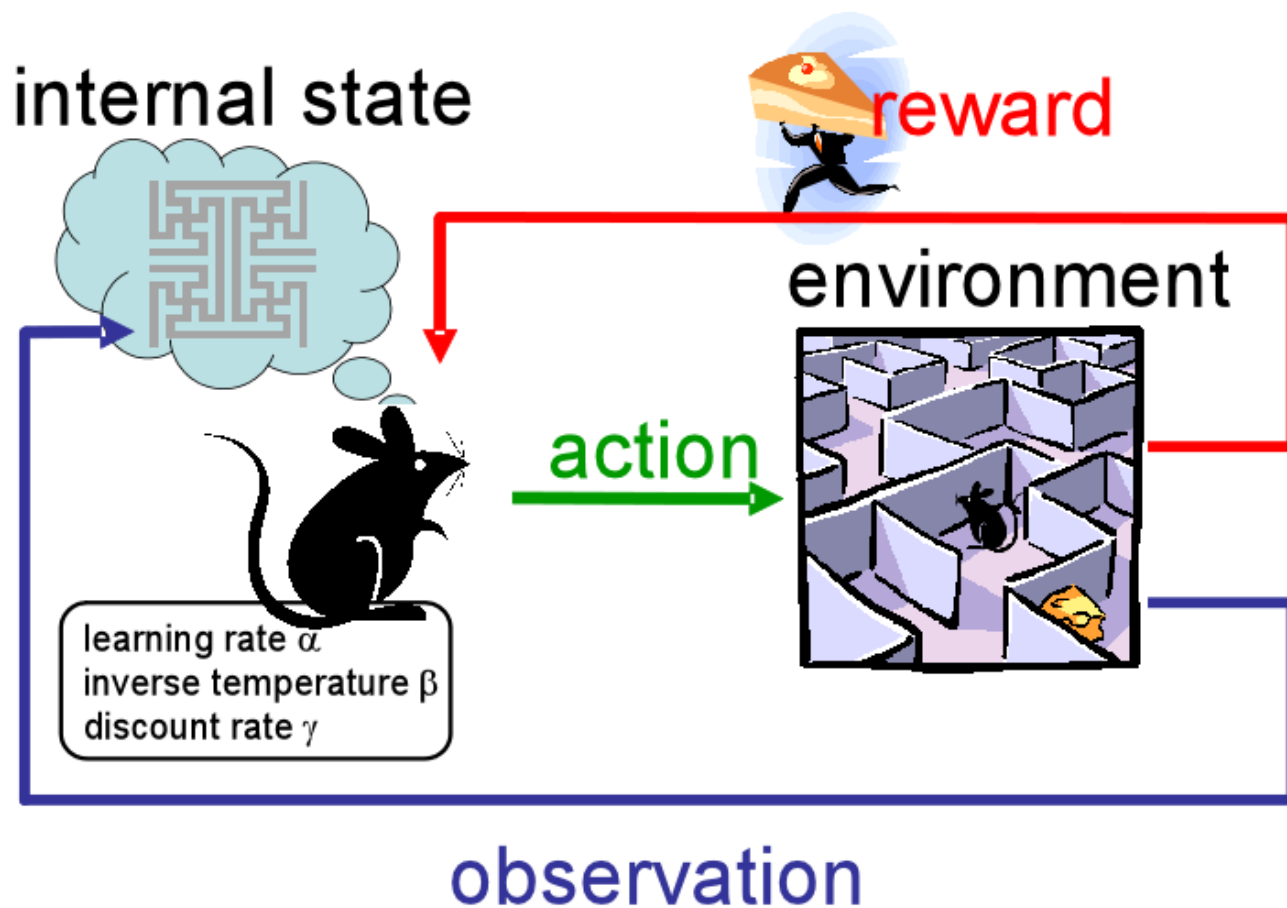 internal state
reward
environment
action
learning rate α
inverse temperature β
discount rate γ
observation